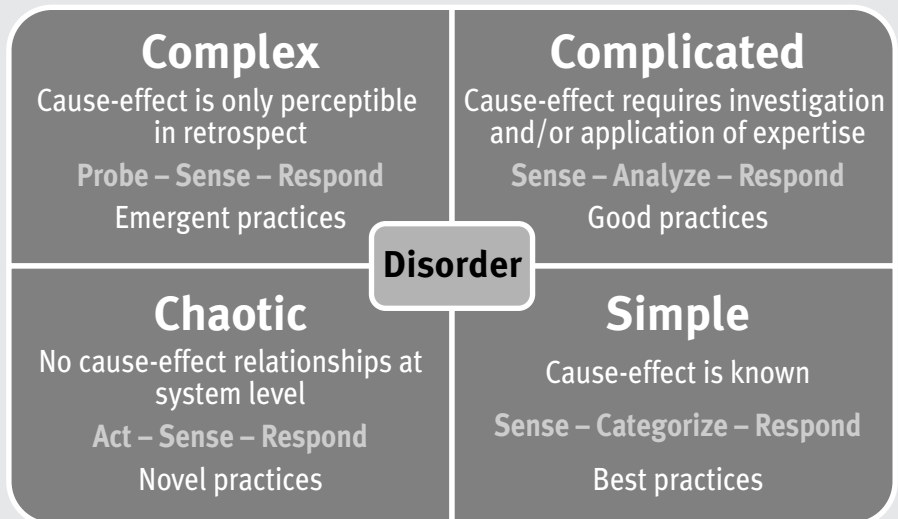 Complex
Cause-effect is only perceptible
in retrospect
Probe – Sense – Respond
Emergent practices
Complicated
Cause-effect requires investigation
and/or application of expertise
Sense – Analyze – Respond
Good practices
Disorder
Chaotic
No cause-effect relationships at
system level
Act – Sense – Respond
Novel practices
Simple
Cause-effect is known
Sense – Categorize – Respond
Best practices